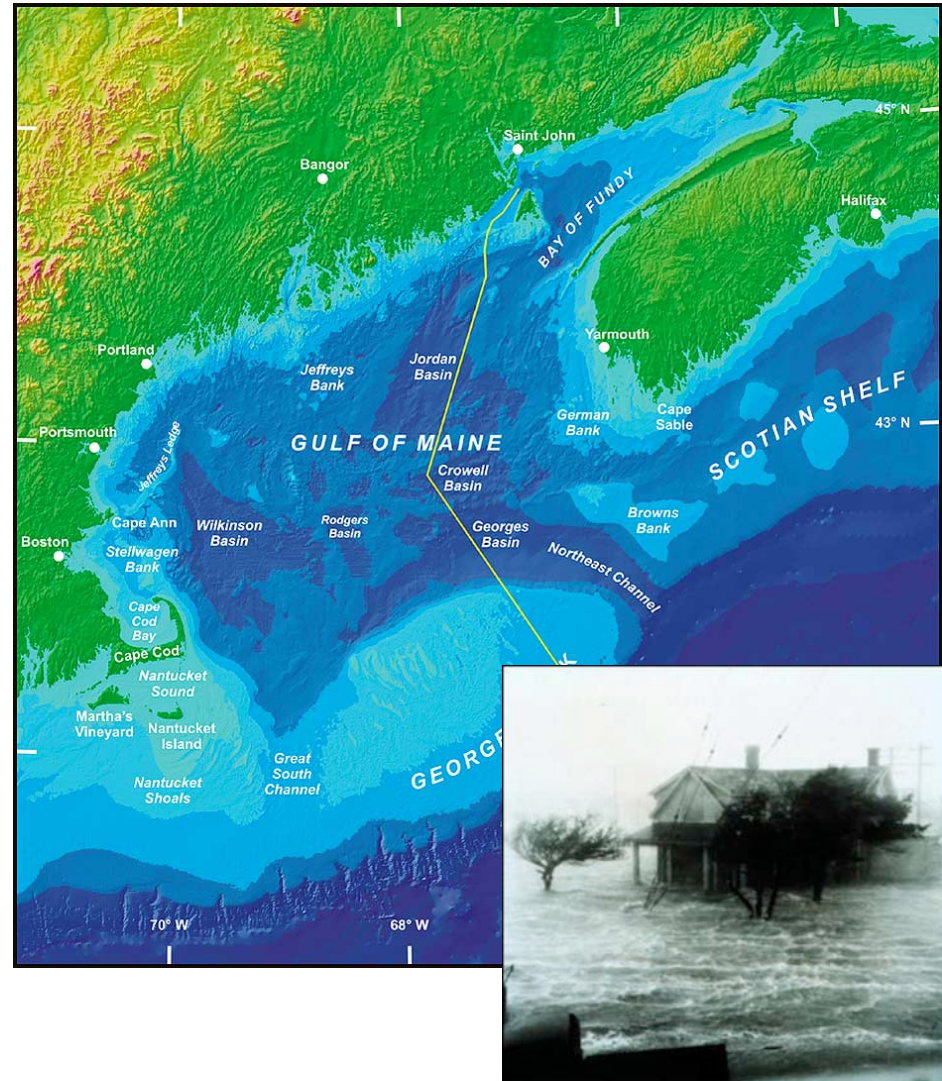 45° N
Saint John
Bangor
BAY OF FUNDY
Halifax
Yarmouth
Portland
Jordan
Basin
Jeffreys
Bank
SCOTIAN SHELF
German
Bank
Cape
Sable
43° N
Portsmouth
Jeffreys Ledge
GULF OF MAINE
Crowell
Basin
Cape Ann
Wilkinson
Basin
Rodgers
Basin
Georges
Basin
Browns
Bank
Boston
Stellwagen
Bank
Northeast Channel
Cape
Cod
Bay
Cape Cod
K
Nantucket
Sound
Martha's
Vineyard
Nantucket
Island
GEORGE
Great
South
Channel
Nantucket
Shoals
70° W
68° W